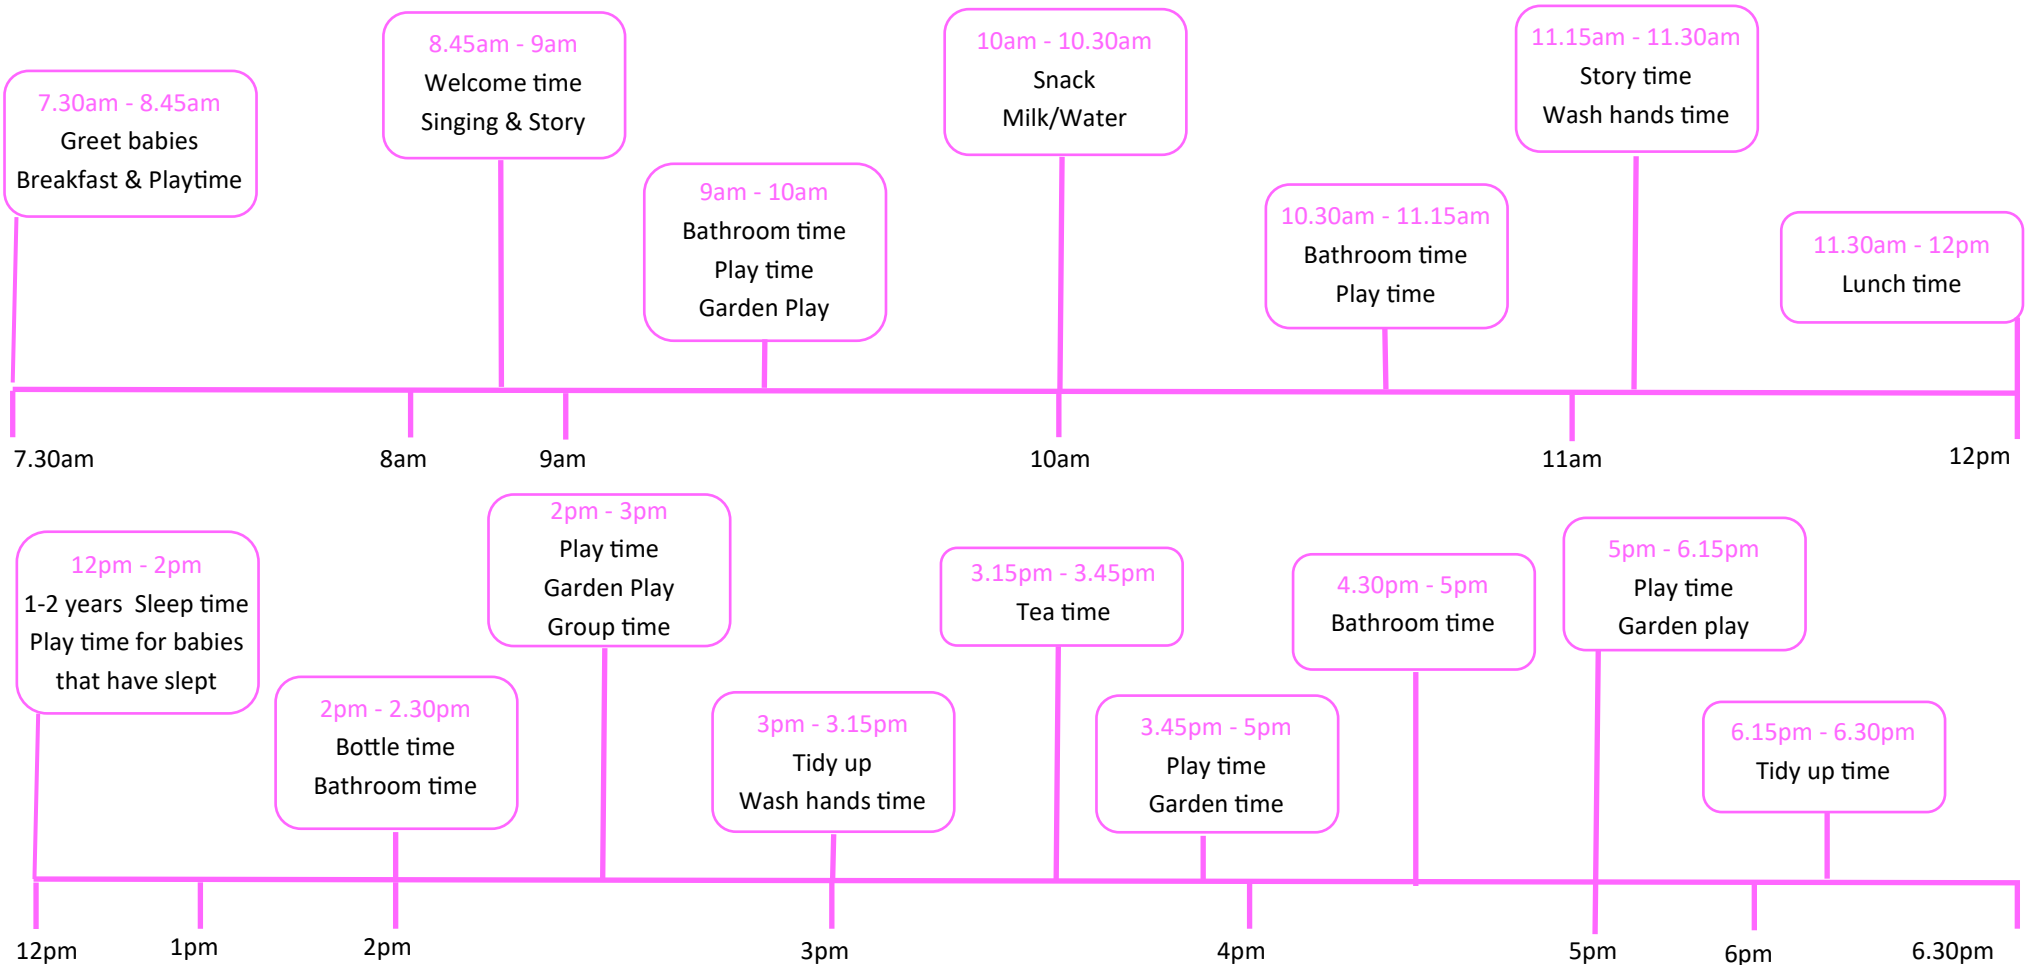 7.30am - 8.45am
Greet babies
Breakfast & Playtime
8.45am - 9am
Welcome time
Singing & Story
9am - 10am
Bathroom time
Play time
Garden Play
10am - 10.30am
Snack
Milk/Water
10.30am - 11.15am
Bathroom time
Play time
11.15am - 11.30am
Story time
Wash hands time
11.30am - 12pm
Lunch time
7.30am
8am
9am
10am
11am
12pm
12pm - 2pm
1-2 years  Sleep time
Play time for babies
that have slept
2pm - 2.30pm
Bottle time
Bathroom time
2pm - 3pm
Play time
Garden Play
Group time
3pm - 3.15pm
Tidy up
Wash hands time
3.15pm - 3.45pm
Tea time
3.45pm - 5pm
Play time
Garden time
4.30pm - 5pm
Bathroom time
5pm - 6.15pm
Play time
Garden play
6.15pm - 6.30pm
Tidy up time
12pm
1pm
2pm
3pm
4pm
5pm
6pm
6.30pm